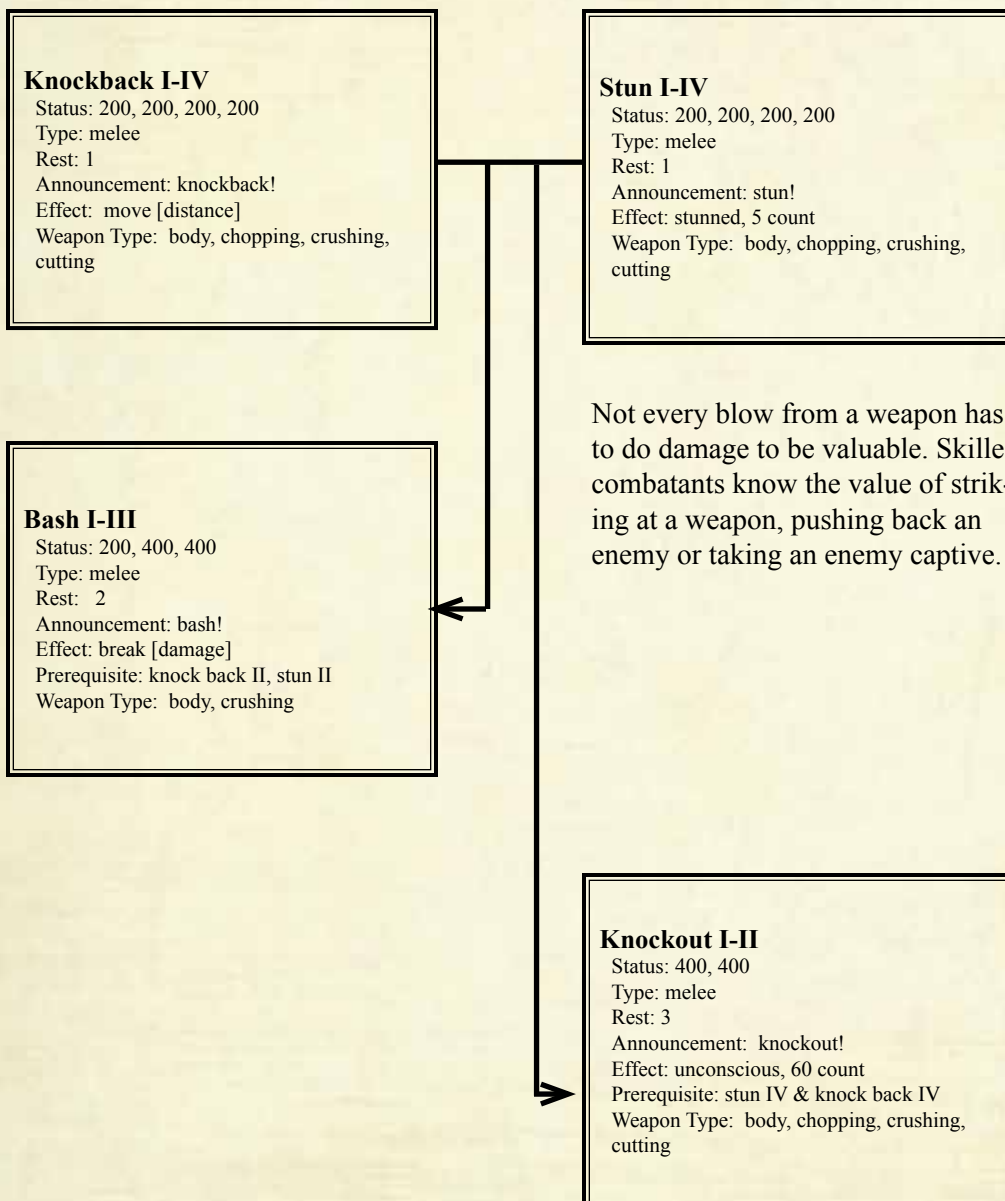 Knockback I-IV
Status: 200, 200, 200, 200
Type: melee
Rest: 1
Announcement: knockback!
Effect: move [distance]
Weapon Type: body, chopping, crushing,
cutting
Stun I-IV
Status: 200, 200, 200, 200
Type: melee
Rest: 1
Announcement: stun!
Effect: stunned, 5 count
Weapon Type: body, chopping, crushing,
cutting
Not every blow from a weapon has
to do damage to be valuable. Skille
combatants know the value of strik-
ing at a weapon, pushing back an
enemy or taking an enemy captive.
Bash I-III
Status: 200, 400, 400
Type: melee
Rest: 2
Announcement: bash!
Effect: break [damage]
Prerequisite: knock back II, stun II
Weapon Type: body, crushing
Knockout I-II
Status: 400, 400
Type: melee
Rest: 3
Announcement: knockout!
Effect: unconscious, 60 count
Prerequisite: stun IV & knock back IV
Weapon Type: body, chopping, crushing,
cutting